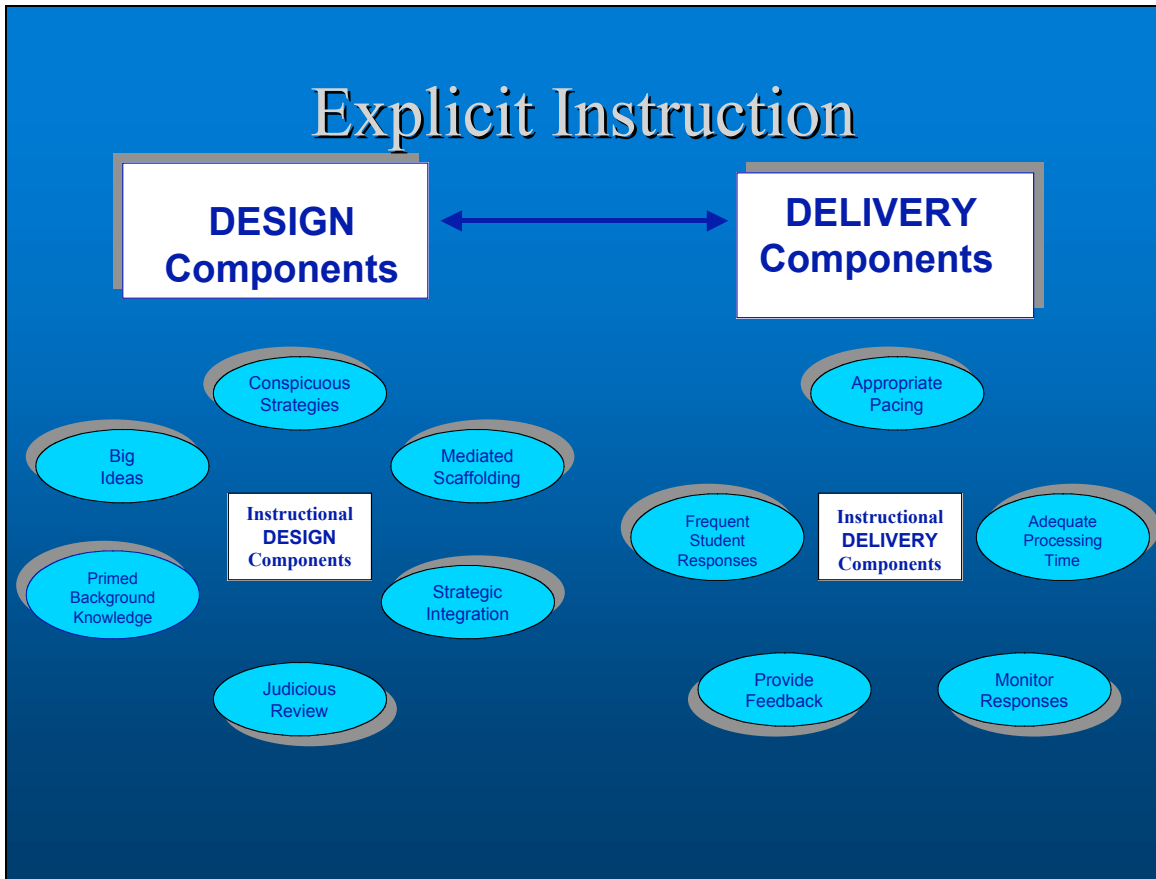 Explicit Instruction
DESIGN
Components
DELIVERY
Components
Conspicuous
Strategies
Big
Ideas
Mediated
Scaffolding
Instructional
DESIGN
Components
Primed
Background
Knowledge
Strategic
Integration
Judicious
Review
Appropriate
Pacing
Frequent
Student
Responses
Instructional
DELIVERY
Components
Adequate
Processing
Time
Provide
Feedback
Monitor
Responses